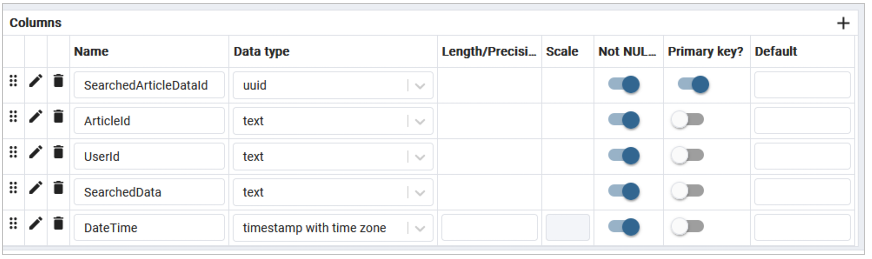 Columns
Name Data type Length/Precisi... Scale Not NUL... Primary key? Default
SearchedArticleDataId uuid
ArticleId text
UserId text
SearchedData text
DateTime timestamp with time zone